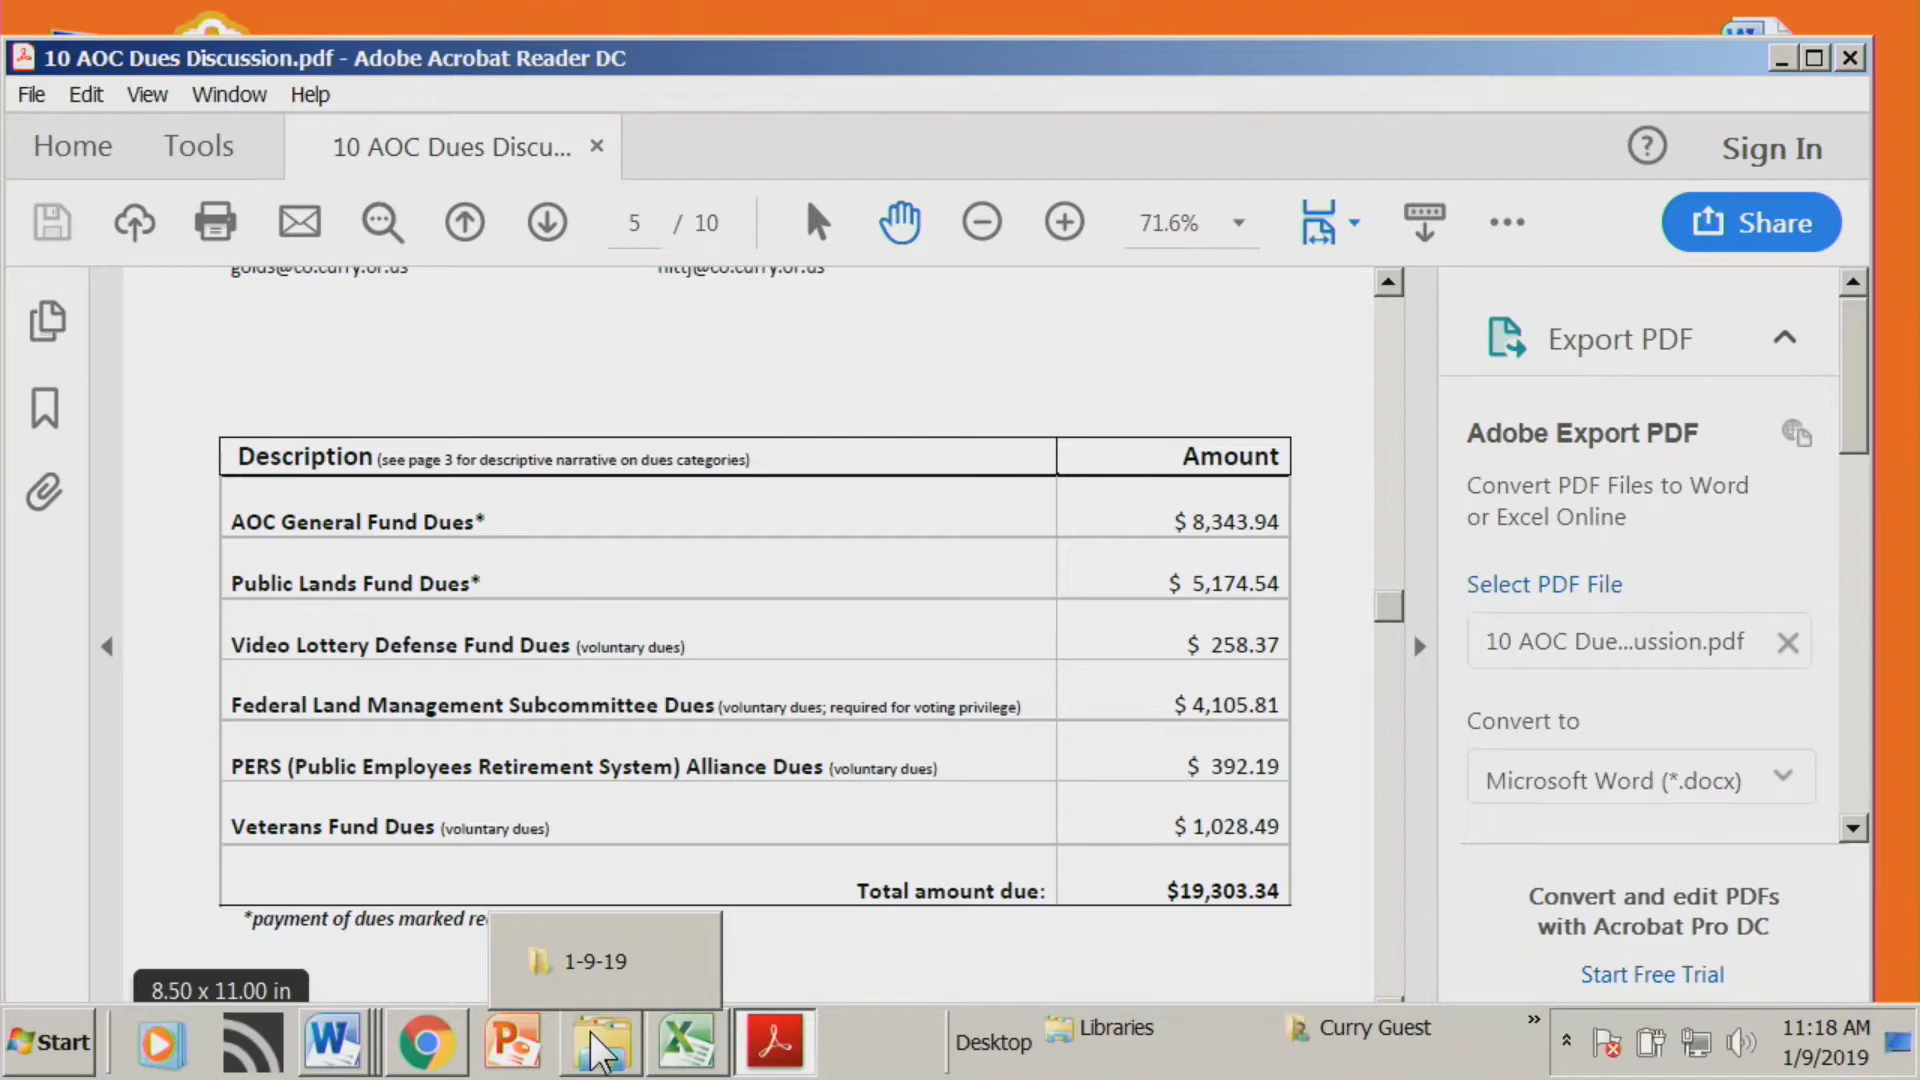 10 AOC Dues Discussion.pdf - Adobe Acrobat Reader DC
File Edit View Window Help
Home Tools 10 AOC Dues Discu... × ? Sign In
5 / 10 71.6% Share
Export PDF
Adobe Export PDF
Convert PDF Files to Word
or Excel Online
Select PDF File
10 AOC Due...ussion.pdf
Convert to
Microsoft Word (*.docx)
Convert and edit PDFs
with Acrobat Pro DC
Start Free Trial
Description (see page 3 for descriptive narrative on dues categories) Amount
AOC General Fund Dues* $ 8,343.94
Public Lands Fund Dues* $ 5,174.54
Video Lottery Defense Fund Dues (voluntary dues) $ 258.37
Federal Land Management Subcommittee Dues (voluntary dues; required for voting privilege) $ 4,105.81
PERS (Public Employees Retirement System) Alliance Dues (voluntary dues) $ 392.19
Veterans Fund Dues (voluntary dues) $ 1,028.49
Total amount due: $19,303.34
*payment of dues marked
1-9-19
8.50 x 11.00 in
Start Desktop Libraries Curry Guest » 11:18 AM
1/9/2019